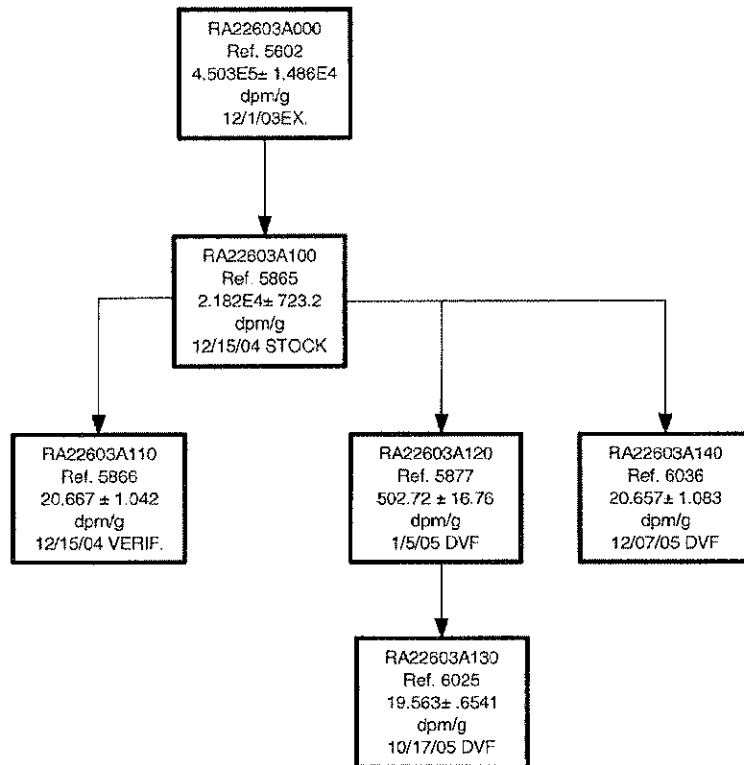 RA22603A000
Ref. 5602
4.503E5± 1.486E4
dpm/g
12/1/03EX.
RA22603A100
Ref. 5865
2.182E4± 723.2
dpm/g
12/15/04 STOCK
RA22603A110
Ref. 5866
20.667 ± 1.042
dpm/g
12/15/04 VERIF.
RA22603A120
Ref. 5877
502.72 ± 16.76
dpm/g
1/5/05 DVF
RA22603A140
Ref. 6036
20.657 ± 1.083
dpm/g
12/07/05 DVF
RA22603A130
Ref. 6025
19.563± .6541
dpm/g
10/17/05 DVF